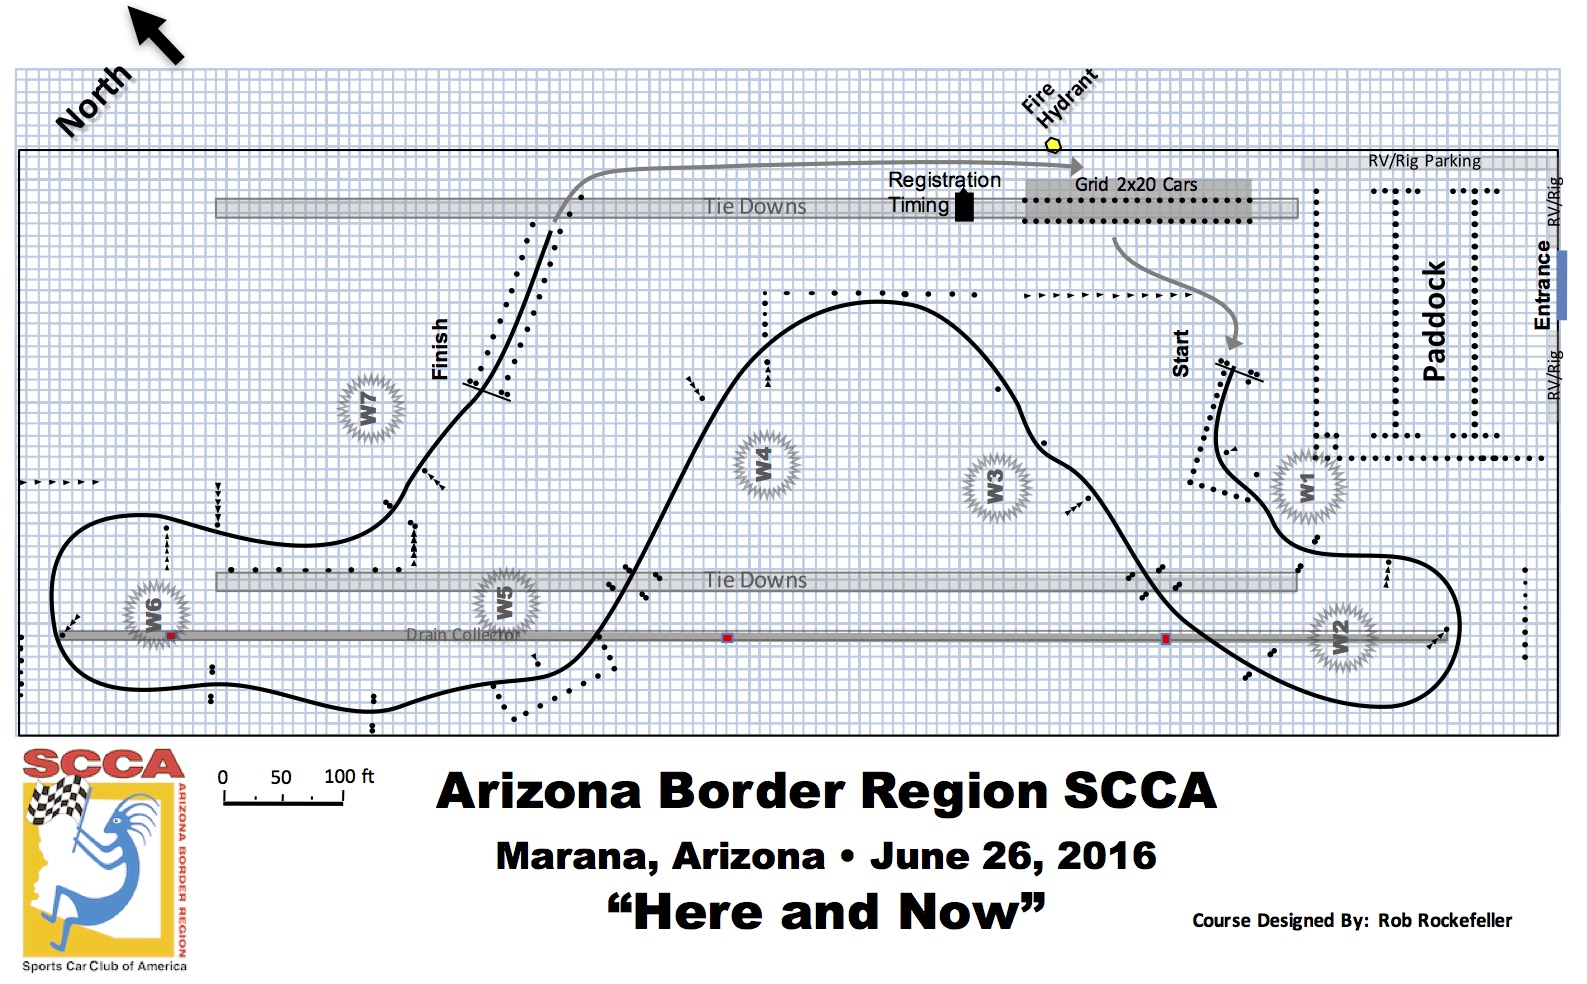 North
Fire
Hydrant
RV/Rig Parking
Registration
Timing
Grid 2x20 Cars
Tie Downs
RV/Rig
Entrance
Paddock
RV/Rig
Finish
Start
W7
W4
W3
W1
Tie Downs
W5
W6
W2
Drain Collector
SCCA
ARIZONA BORDER REGION
Sports Car Club of America
0 50 100 ft
Arizona Border Region SCCA
Marana, Arizona • June 26, 2016
“Here and Now”
Course Designed By: Rob Rockefeller